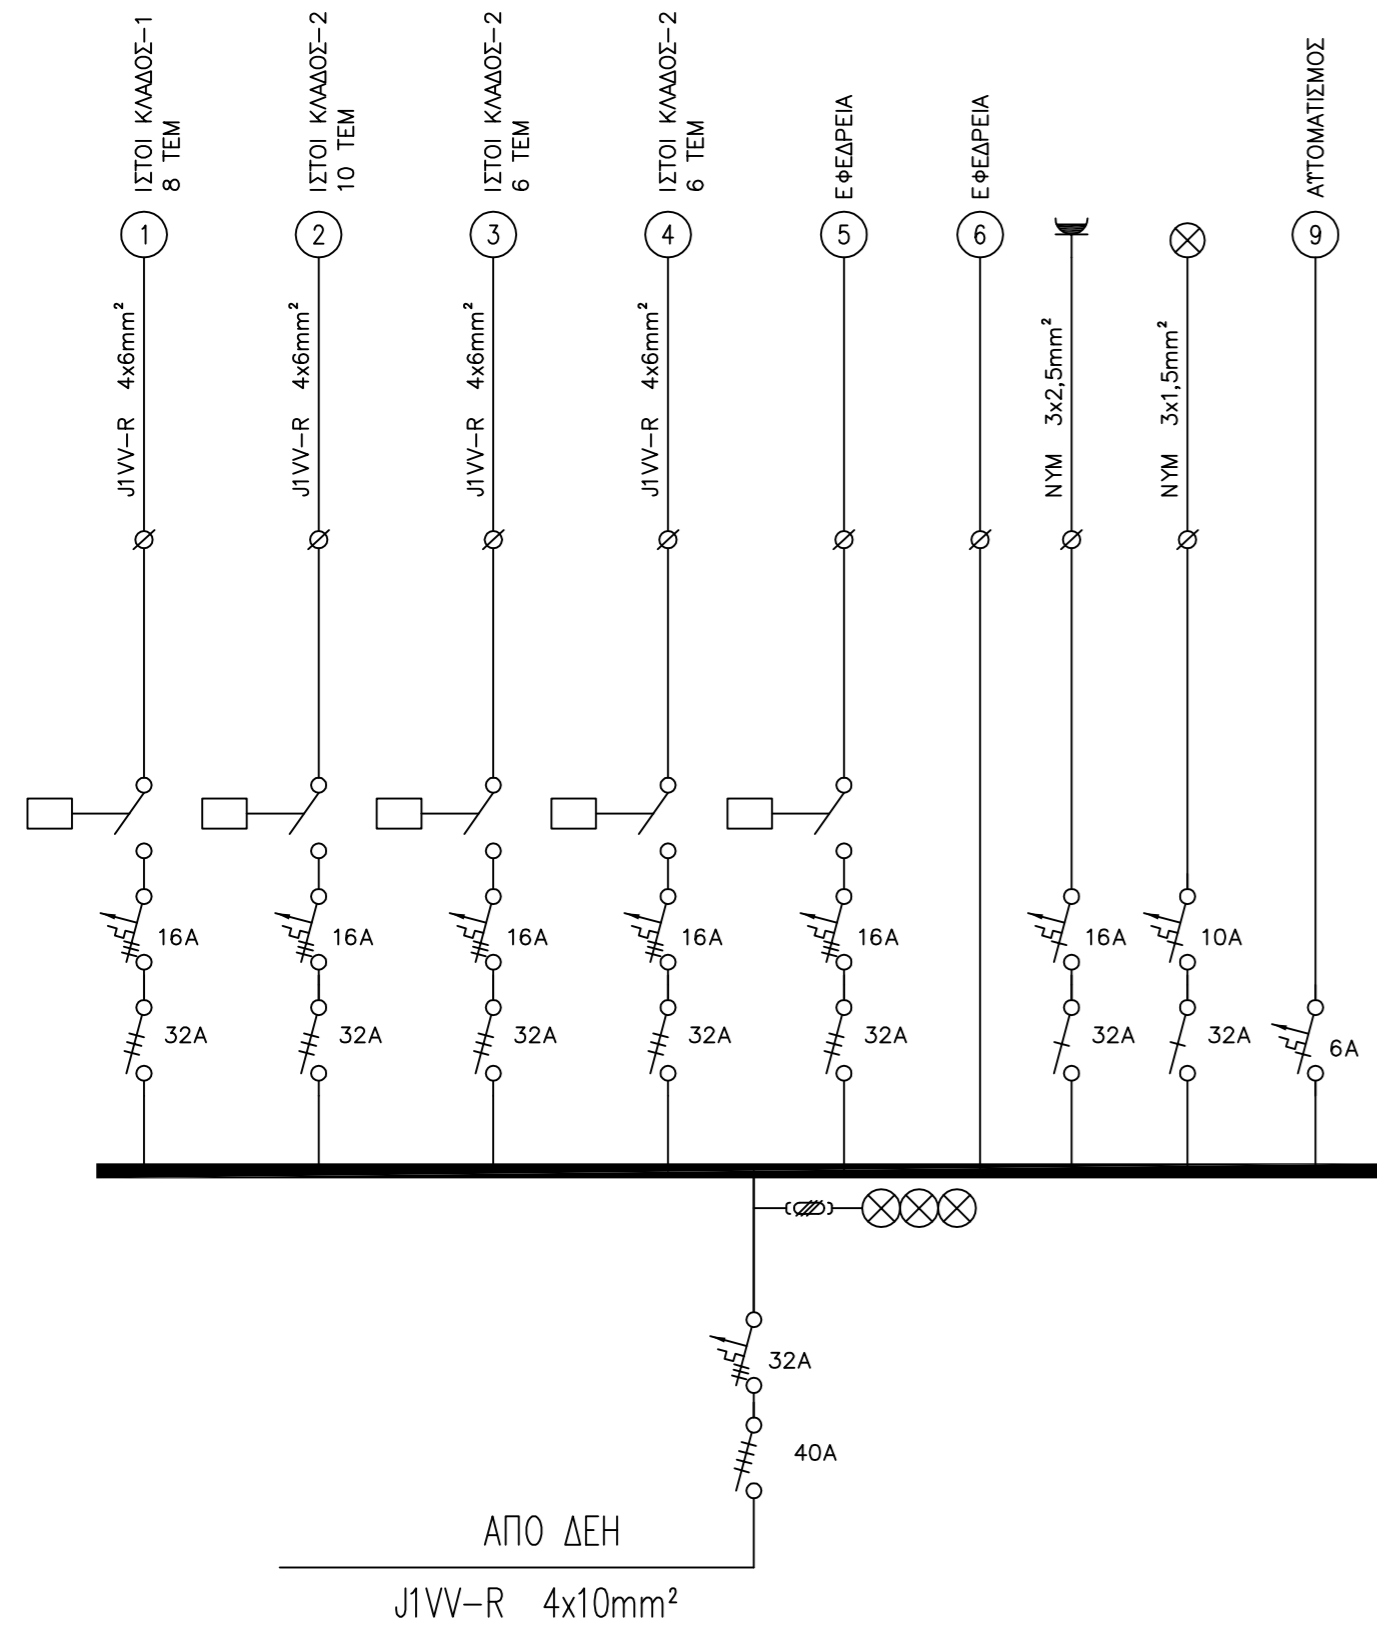 ΙΣΤΟΙ ΚΛΑΔΟΣ-1
8 ΤΕΜ
ΙΣΤΟΙ ΚΛΑΔΟΣ-2
10 ΤΕΜ
ΙΣΤΟΙ ΚΛΑΔΟΣ-2
6 ΤΕΜ
ΙΣΤΟΙ ΚΛΑΔΟΣ-2
6 ΤΕΜ
ΕΦΕΔΡΕΙΑ
ΕΦΕΔΡΕΙΑ
ΑΥΤΟΜΑΤΙΣΜΟΣ
1
2
3
4
5
6
9
J1VV-R 4x6mm²
J1VV-R 4x6mm²
J1VV-R 4x6mm²
J1VV-R 4x6mm²
NYM 3x2,5mm²
NYM 3x1,5mm²
16A
16A
16A
16A
16A
16A
10A
32A
32A
32A
32A
32A
32A
32A
6A
32A
40A
ΑΠΟ ΔΕΗ
J1VV-R 4x10mm²